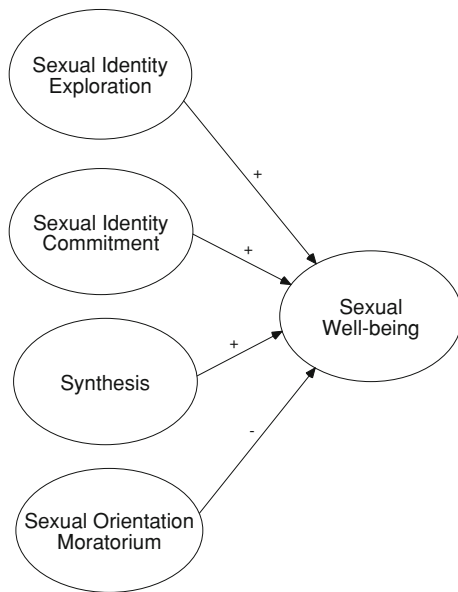 Sexual Identity
Exploration
+
Sexual Identity
Commitment
+
Sexual
Well-being
+
Synthesis
-
Sexual Orientation
Moratorium